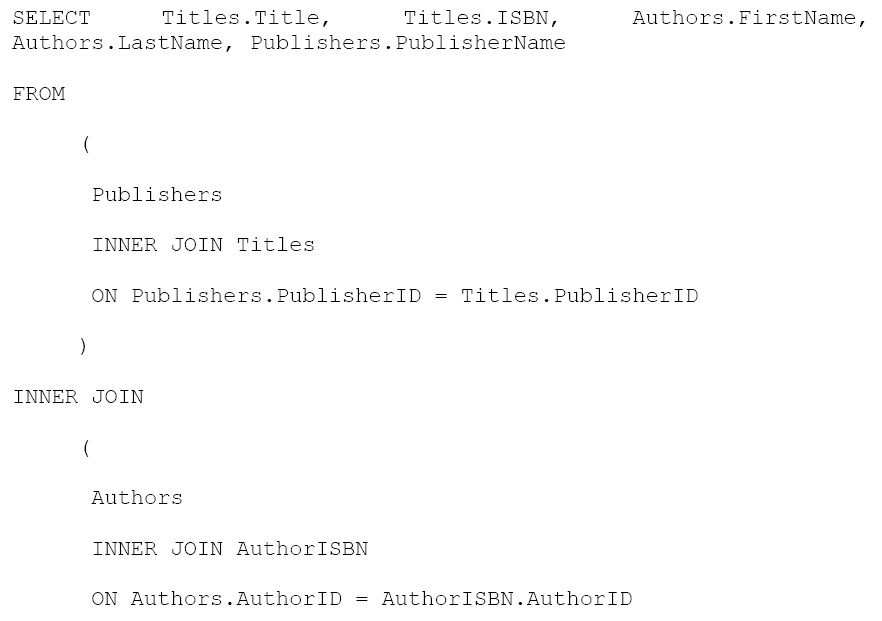 SELECT Titles.Title, Titles.ISBN, Authors.FirstName,
Authors.LastName, Publishers.PublisherName
FROM
(
Publishers
INNER JOIN Titles
ON Publishers.PublisherID = Titles.PublisherID
)
INNER JOIN
(
Authors
INNER JOIN AuthorISBN
ON Authors.AuthorID = AuthorISBN.AuthorID